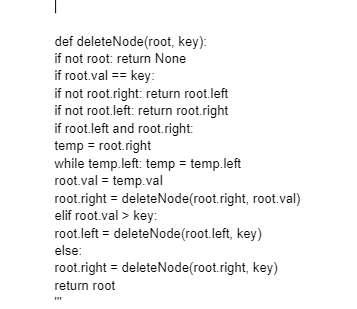 def deleteNode(root, key):
if not root: return None
if root.val == key:
if not root.right: return root.left
if not root.left: return root.right
if root.left and root.right:
temp = root.right
while temp.left: temp = temp.left
root.val = temp.val
root.right = deleteNode(root.right, root.val)
elif root.val > key:
root.left = deleteNode(root.left, key)
else:
root.right = deleteNode(root.right, key)
return root
'''